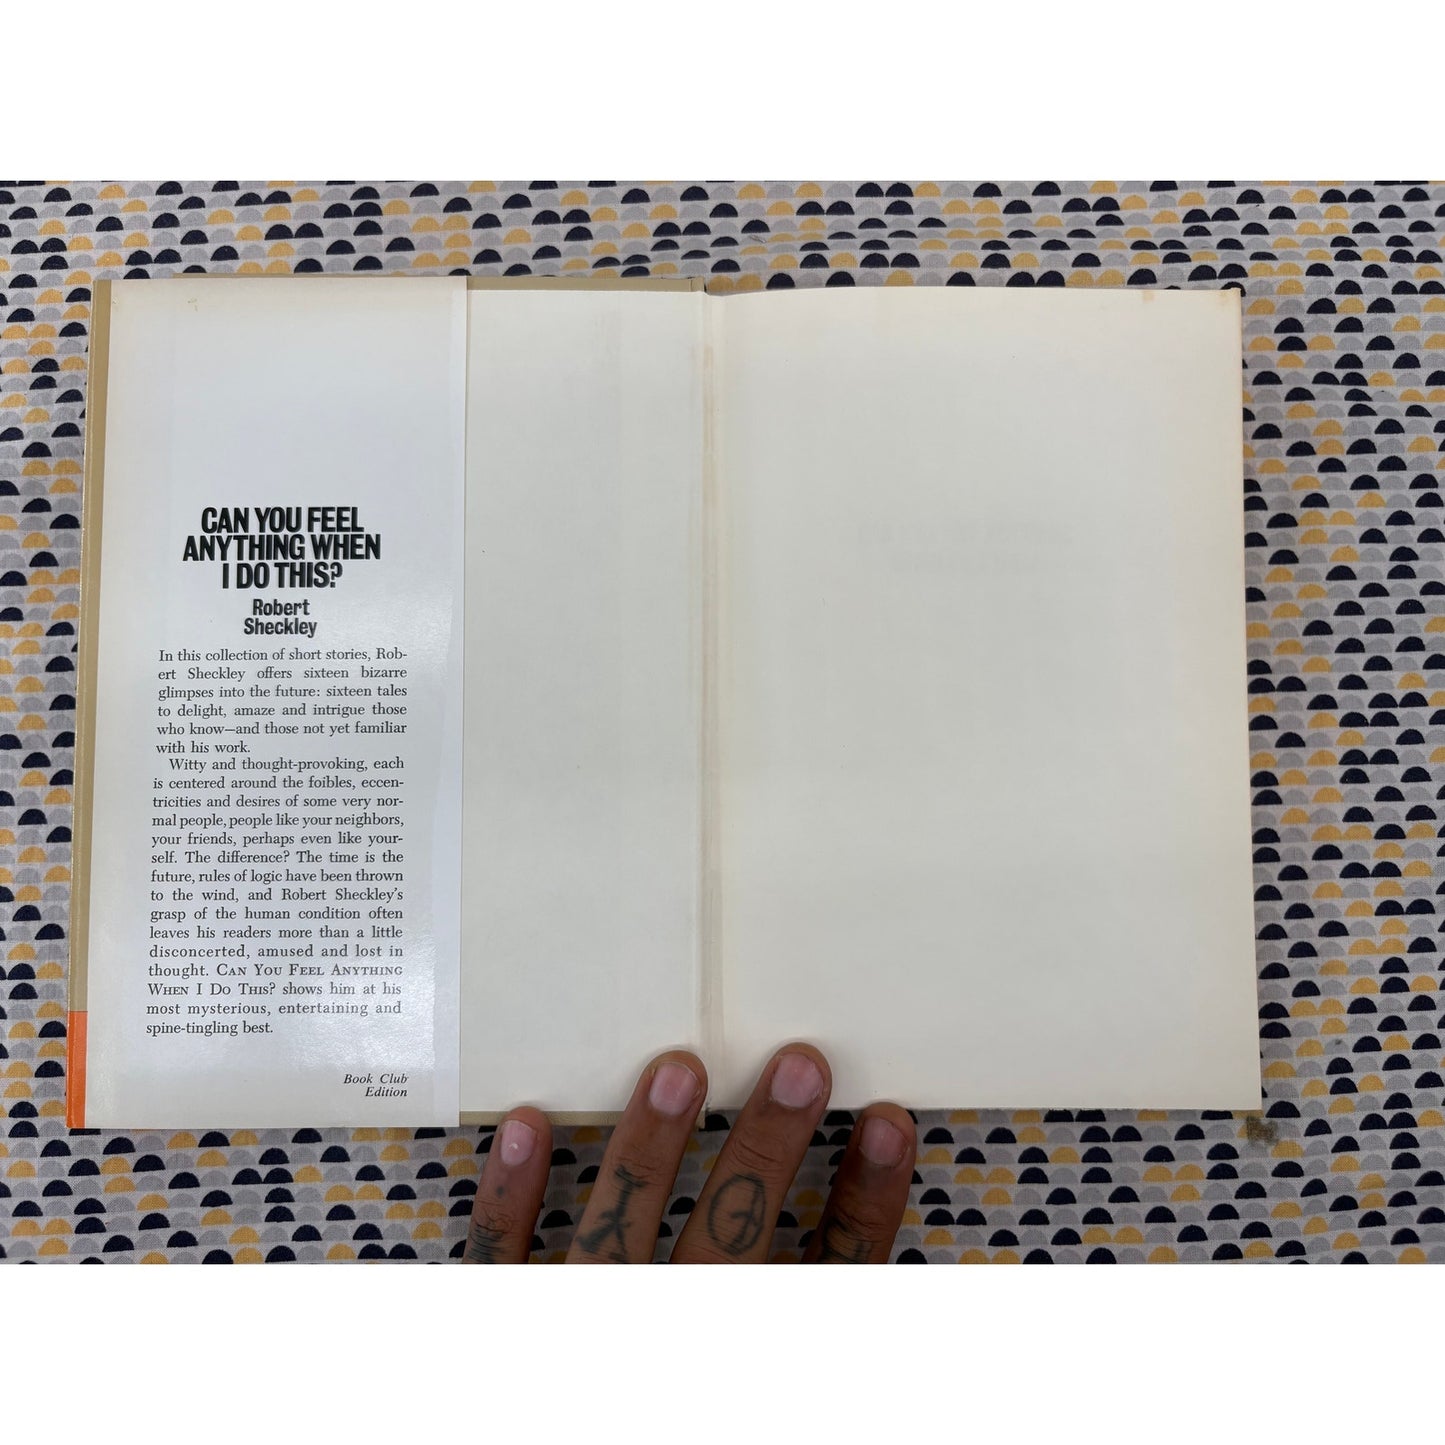 CAN YOU FEEL
ANYTHING WHEN
I DO THIS?
Robert
Sheckley
In this collection of short stories, Rob-
ert Sheckley offers sixteen bizarre
glimpses into the future: sixteen tales
to delight, amaze and intrigue those
who know—and those not yet familiar
with his work.
Witty and thought-provoking, each
is centered around the foibles, eccen-
tricities and desires of some very nor-
mal people, people like your neighbors,
your friends, perhaps even like your-
self. The difference? The time is the
future, rules of logic have been thrown
to the wind, and Robert Sheckley's
grasp of the human condition often
leaves his readers more than a little
disconcerted, amused and lost in
thought. CAN YOU FEEL ANYTHING
WHEN I DO THIS? shows him at his
most mysterious, entertaining and
spine-tingling best.
Book Club
Edition